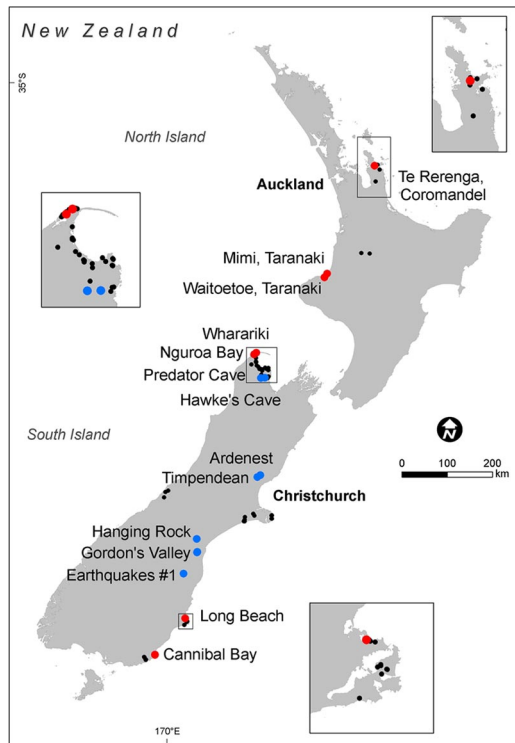 New Zealand
35°S
North Island
Auckland
Te Rerenga,
Coromandel
Mimi, Taranaki
Waitoetoe, Taranaki
Wharariki
Nguroa Bay
Predator Cave
Hawke's Cave
South Island
N
0 100 200
km
Ardenest
Timpendean
Christchurch
Hanging Rock
Gordon's Valley
Earthquakes #1
Long Beach
Cannibal Bay
170°E